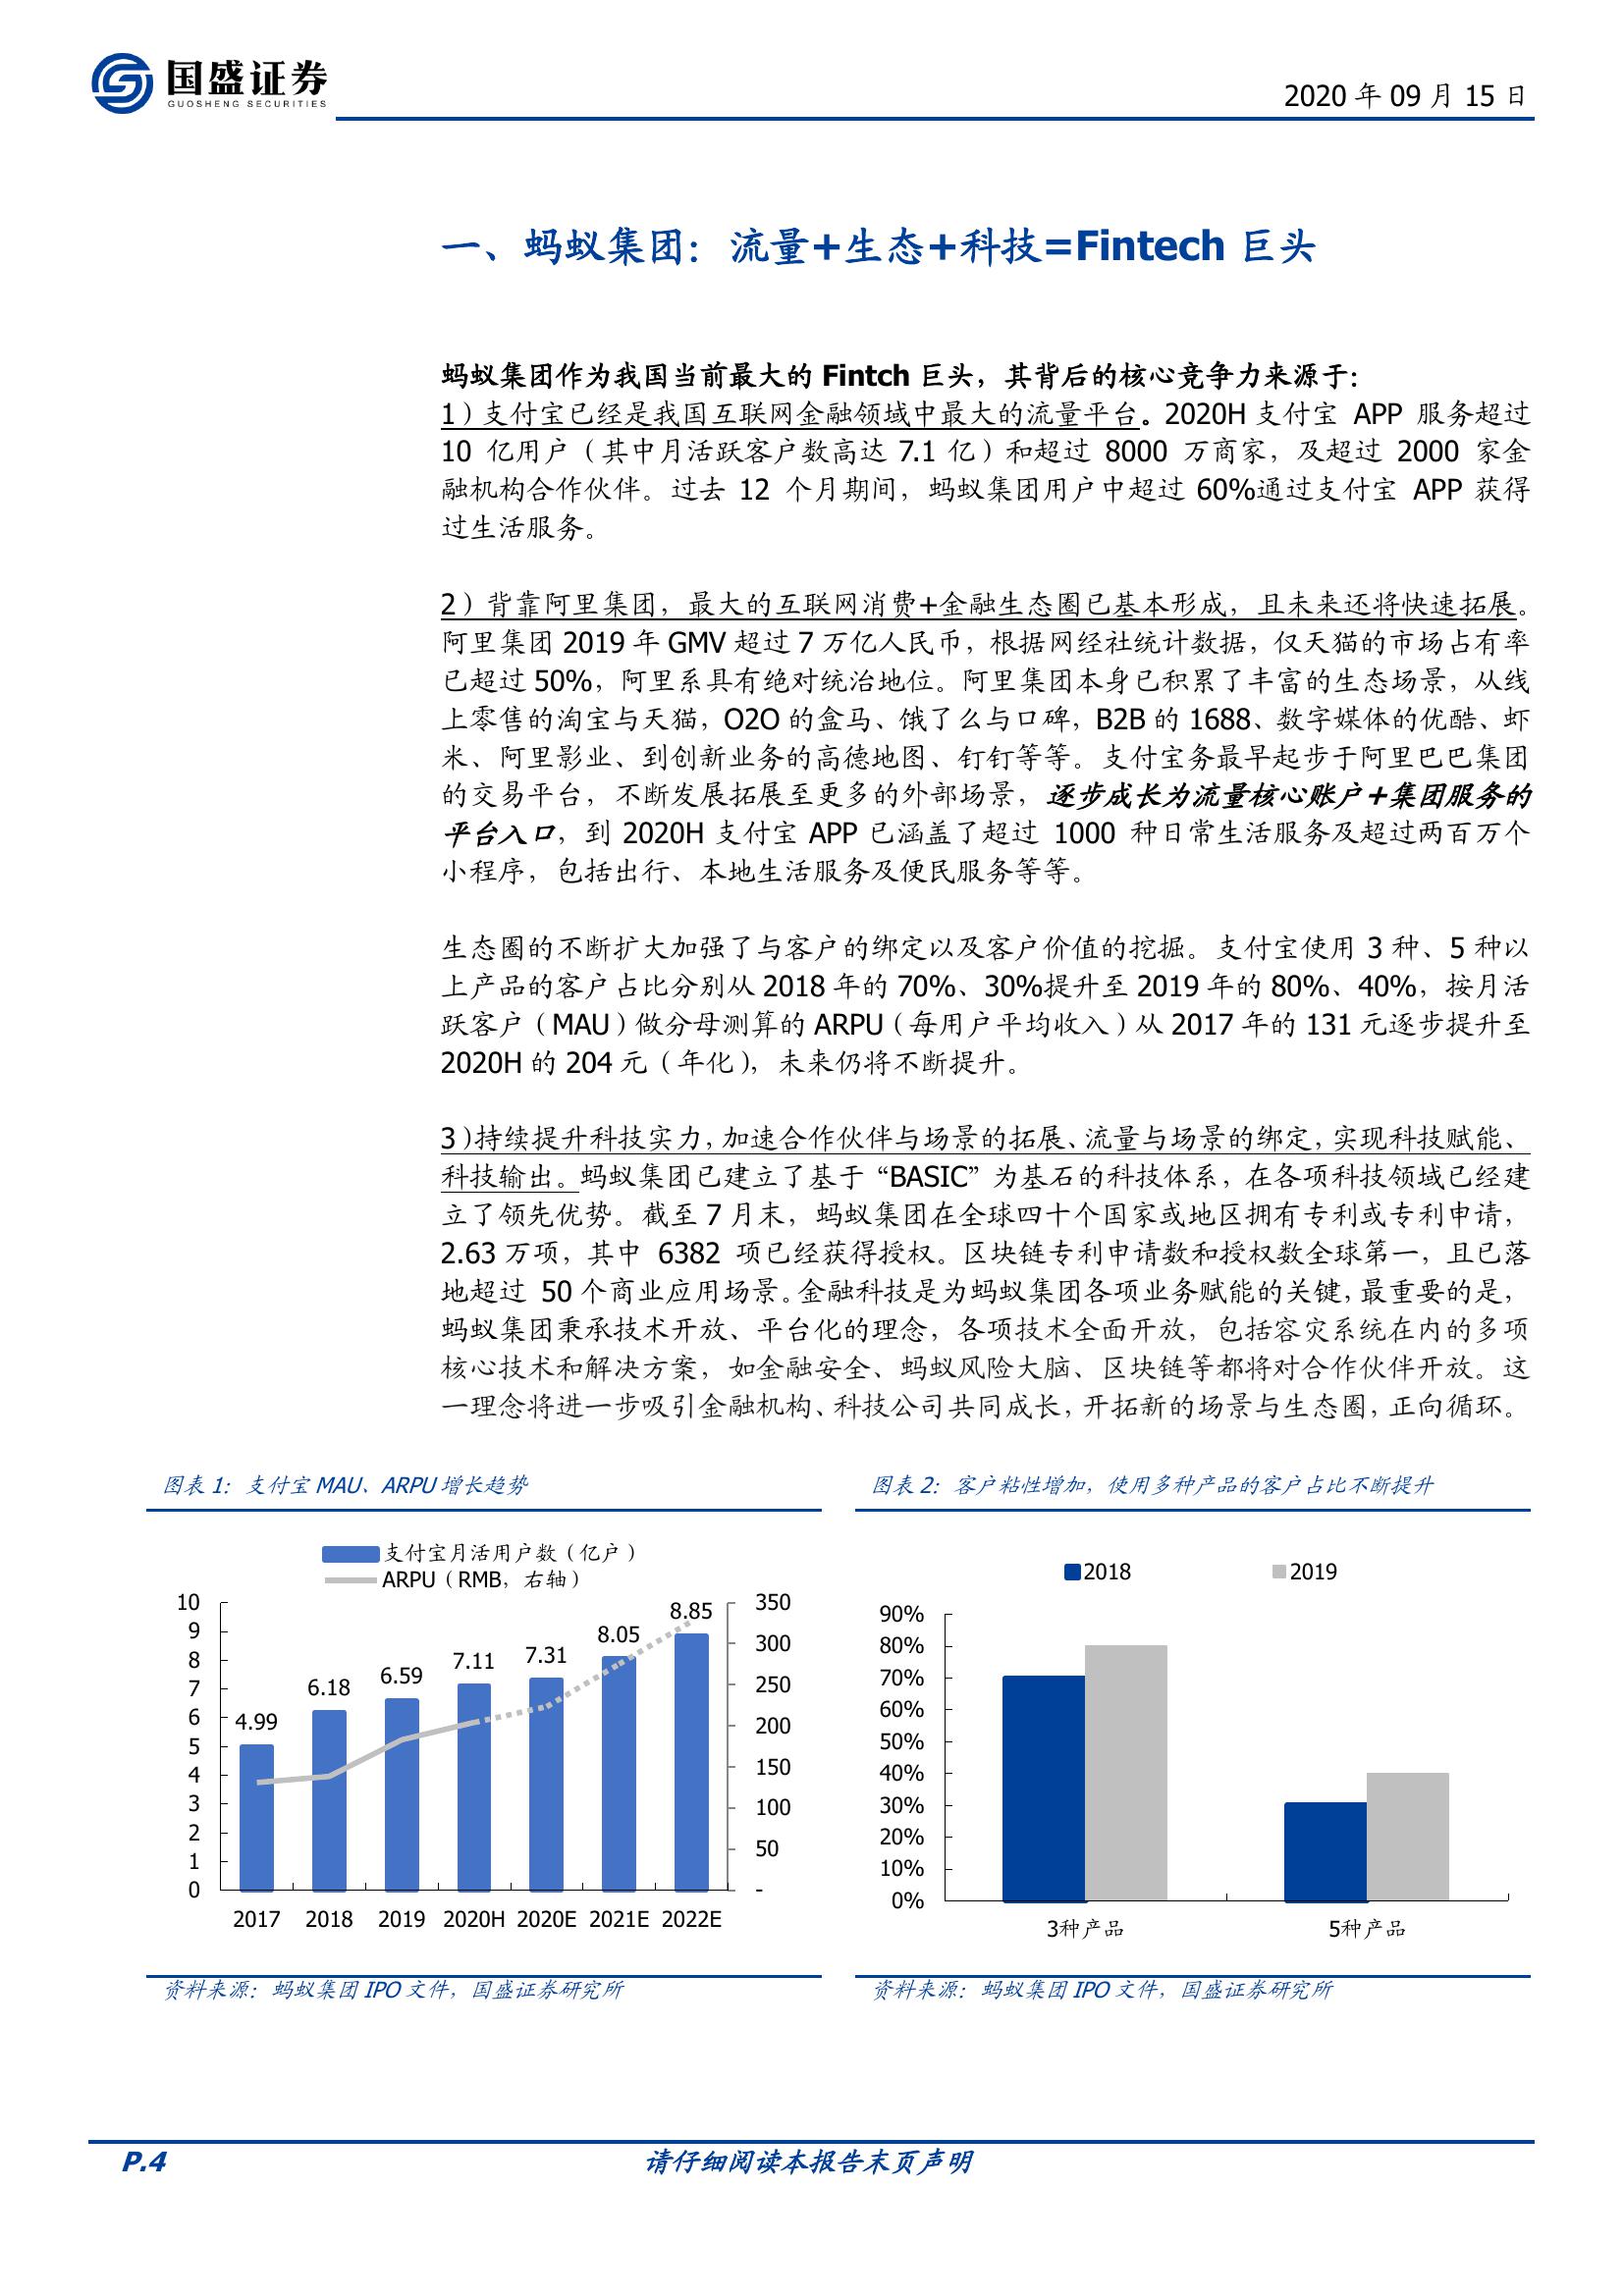 国盛证券
GUOSHENG SECURITIES
2020 年 09 月 15 日
一、蚂蚁集团：流量+生态+科技=Fintech 巨头
蚂蚁集团作为我国当前最大的 Fintch 巨头，其背后的核心竞争力来源于：
1）支付宝已经是我国互联网金融领域中最大的流量平台。2020H 支付宝 APP 服务超过
10 亿用户（其中月活跃客户数高达 7.1 亿）和超过 8000 万商家，及超过 2000 家金
融机构合作伙伴。过去 12 个月期间，蚂蚁集团用户中超过 60%通过支付宝 APP 获得
过生活服务。
2）背靠阿里集团，最大的互联网消费+金融生态圈已基本形成，且未来还将快速拓展。
阿里集团 2019 年 GMV 超过 7 万亿人民币，根据网经社统计数据，仅天猫的市场占有率
已超过 50%，阿里系具有绝对统治地位。阿里集团本身已积累了丰富的生态场景，从线
上零售的淘宝与天猫，O2O 的盒马、饿了么与口碑，B2B 的 1688、数字媒体的优酷、虾
米、阿里影业、到创新业务的高德地图、钉钉等等。支付宝务最早起步于阿里巴巴集团
的交易平台，不断发展拓展至更多的外部场景，逐步成长为流量核心账户+集团服务的
平台入口，到 2020H 支付宝 APP 已涵盖了超过 1000 种日常生活服务及超过两百万个
小程序，包括出行、本地生活服务及便民服务等等。
生态圈的不断扩大加强了与客户的绑定以及客户价值的挖掘。支付宝使用 3 种、5 种以
上产品的客户占比分别从 2018 年的 70%、30%提升至 2019 年的 80%、40%，按月活
跃客户（MAU）做分母测算的 ARPU（每用户平均收入）从 2017 年的 131 元逐步提升至
2020H 的 204 元（年化），未来仍将不断提升。
3）持续提升科技实力，加速合作伙伴与场景的拓展、流量与场景的绑定，实现科技赋能、
科技输出。蚂蚁集团已建立了基于“BASIC”为基石的科技体系，在各项科技领域已经建
立了领先优势。截至 7 月末，蚂蚁集团在全球四十个国家或地区拥有专利或专利申请，
2.63 万项，其中 6382 项已经获得授权。区块链专利申请数和授权数全球第一，且已落
地超过 50 个商业应用场景。金融科技是为蚂蚁集团各项业务赋能的关键，最重要的是，
蚂蚁集团秉承技术开放、平台化的理念，各项技术全面开放，包括容灾系统在内的多项
核心技术和解决方案，如金融安全、蚂蚁风险大脑、区块链等都将对合作伙伴开放。这
一理念将进一步吸引金融机构、科技公司共同成长，开拓新的场景与生态圈，正向循环。
图表 1：支付宝 MAU、ARPU 增长趋势
支付宝月活用户数（亿户）
ARPU（RMB，右轴）
10
9
8
7
6
5
4
3
2
1
0
4.99
6.18
6.59
7.11
7.31
8.05
8.85
350
300
250
200
150
100
50
-
2017 2018 2019 2020H 2020E 2021E 2022E
资料来源：蚂蚁集团 IPO 文件，国盛证券研究所
图表 2：客户粘性增加，使用多种产品的客户占比不断提升
2018 2019
90%
80%
70%
60%
50%
40%
30%
20%
10%
0%
3种产品 5种产品
资料来源：蚂蚁集团 IPO 文件，国盛证券研究所
P.4 请仔细阅读本报告末页声明